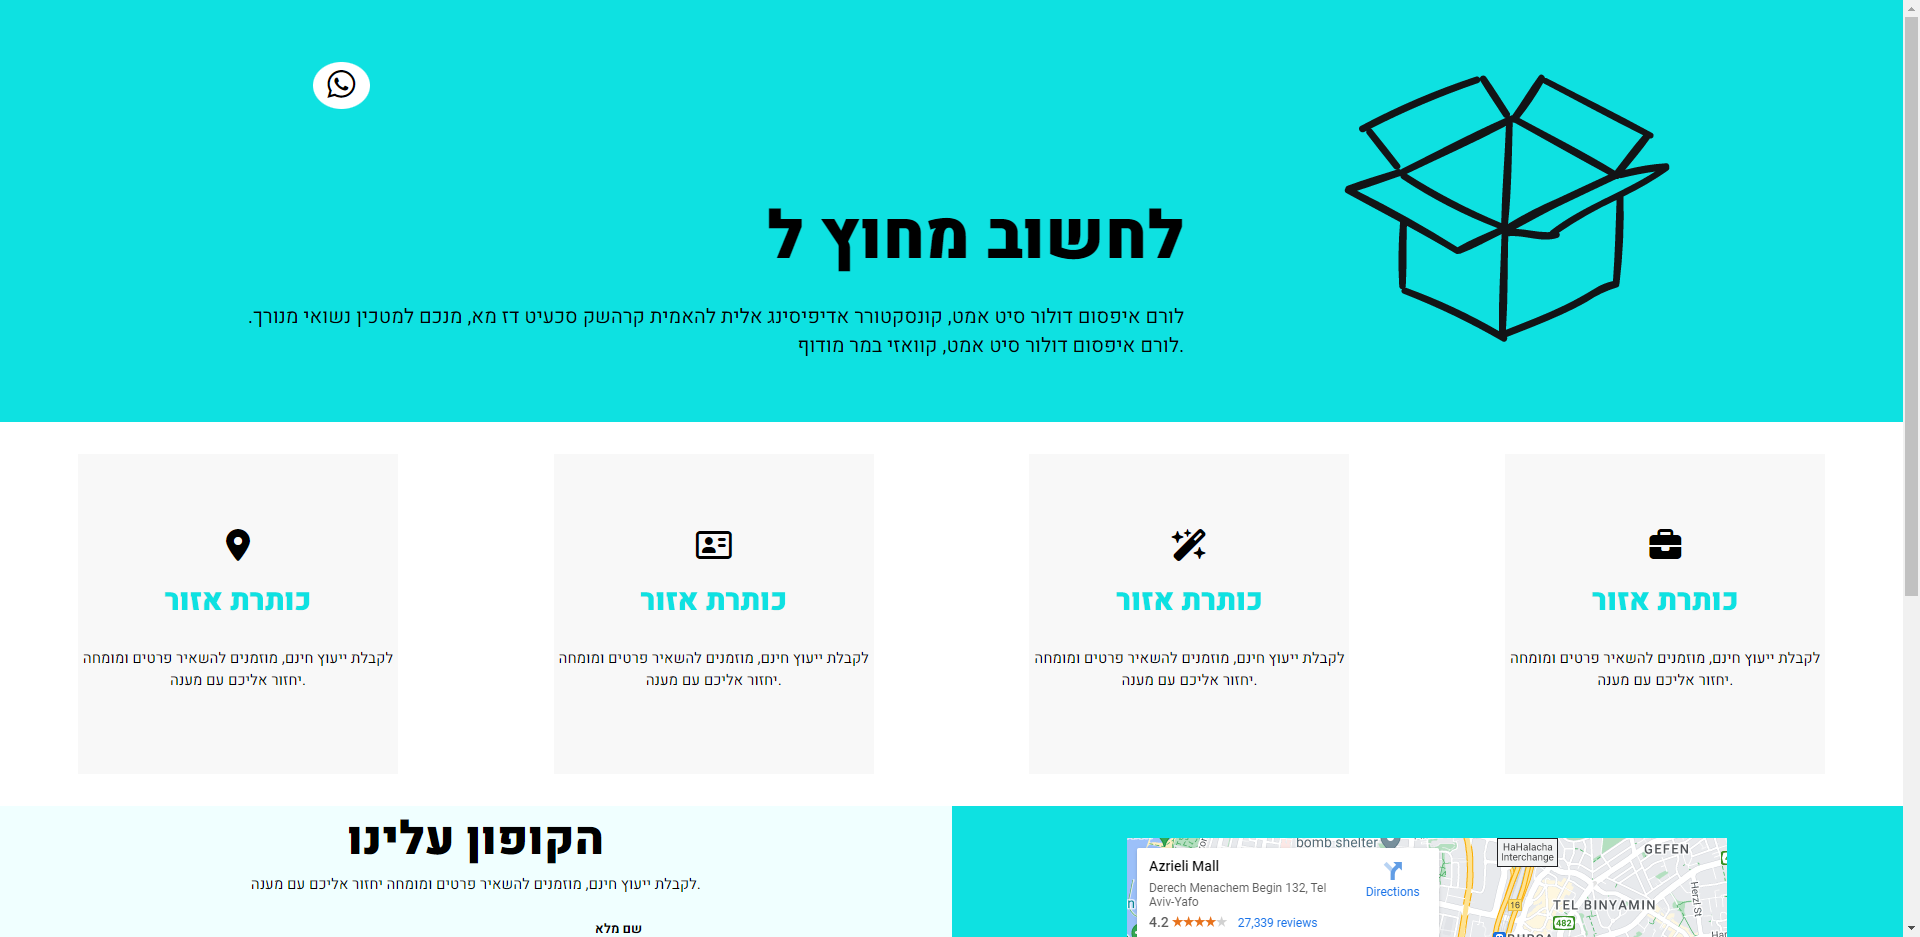 לחשוב מחוץ ל
לורם איפסום דולור סיט אמט, קונסקטורר אדיפיסינג אלית להאמית קרהשק סכעיט דז מא, מנכם למטכין נשואי מנורך.
.לורם איפסום דולור סיט אמט, קוואזי במר מודוף
כותרת אזור
לקבלת ייעוץ חינם, מוזמנים להשאיר פרטים ומומחה
.יחזור אליכם עם מענה
כותרת אזור
לקבלת ייעוץ חינם, מוזמנים להשאיר פרטים ומומחה
.יחזור אליכם עם מענה
כותרת אזור
לקבלת ייעוץ חינם, מוזמנים להשאיר פרטים ומומחה
.יחזור אליכם עם מענה
כותרת אזור
לקבלת ייעוץ חינם, מוזמנים להשאיר פרטים ומומחה
.יחזור אליכם עם מענה
הקופון עלינו
.לקבלת ייעוץ חינם, מוזמנים להשאיר פרטים ומומחה יחזור אליכם עם מענה
שם מלא
bomb shelter
Azrieli Mall
Derech Menachem Begin 132, Tel
Aviv-Yafo
4.2
27,339 reviews
Directions
HaHalacha
Interchange
GEFEN
TEL BINYAMIN
Herzl St
16
482